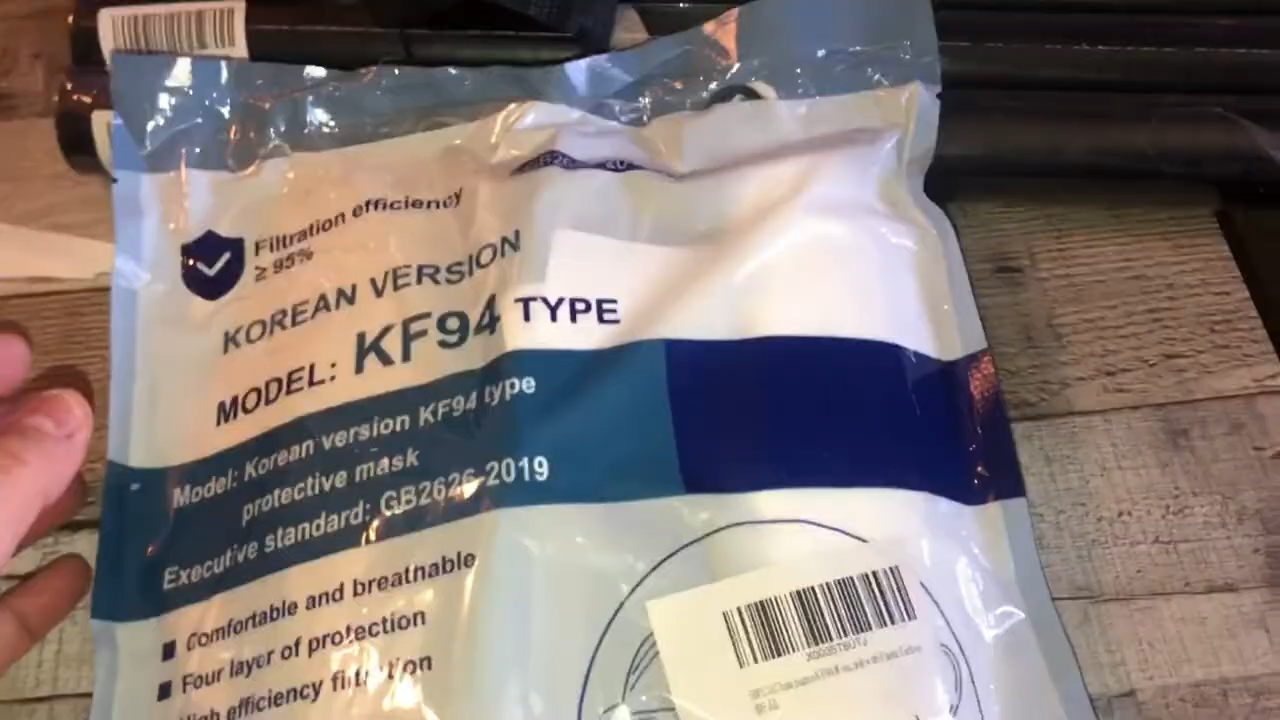 Filtration efficiency
≥ 95%
KOREAN VERSION
MODEL: KF94 TYPE
Model: Korean version KF94 type
protective mask
Executive standard: GB2626-2019
Comfortable and breathable
Four layer of protection
High efficiency filtration